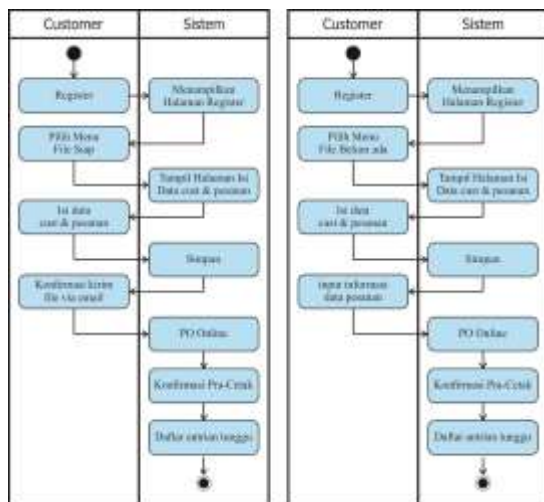 Customer
Sistem
Register
Menampilkan
Halaman Register
Pilih Menu
File Siap
Tampil Halaman Isi
Data cust & pesanan
Isi data
cust & pesanan
Simpan
Konfirmasi kirim
file via email
PO Online
Konfirmasi Pra-Cetak
Daftar antrian tunggu
Customer
Sistem
Register
Menampilkan
Halaman Register
Pilih Menu
File Belum ada
Tampil Halaman Isi
Data cust & pesanan
Isi data
cust & pesanan
Simpan
input informasi
data pesanan
PO Online
Konfirmasi Pra-Cetak
Daftar antrian tunggu